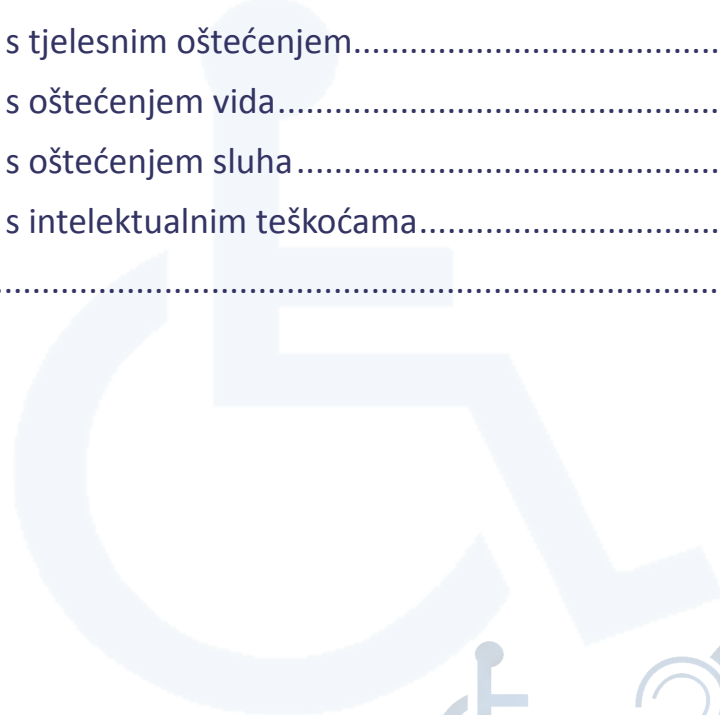 s tjelesnim oštećenjem........................................
s oštećenjem vida..................................................
s oštećenjem sluha...............................................
s intelektualnim teškoćama................................
...............................................................................